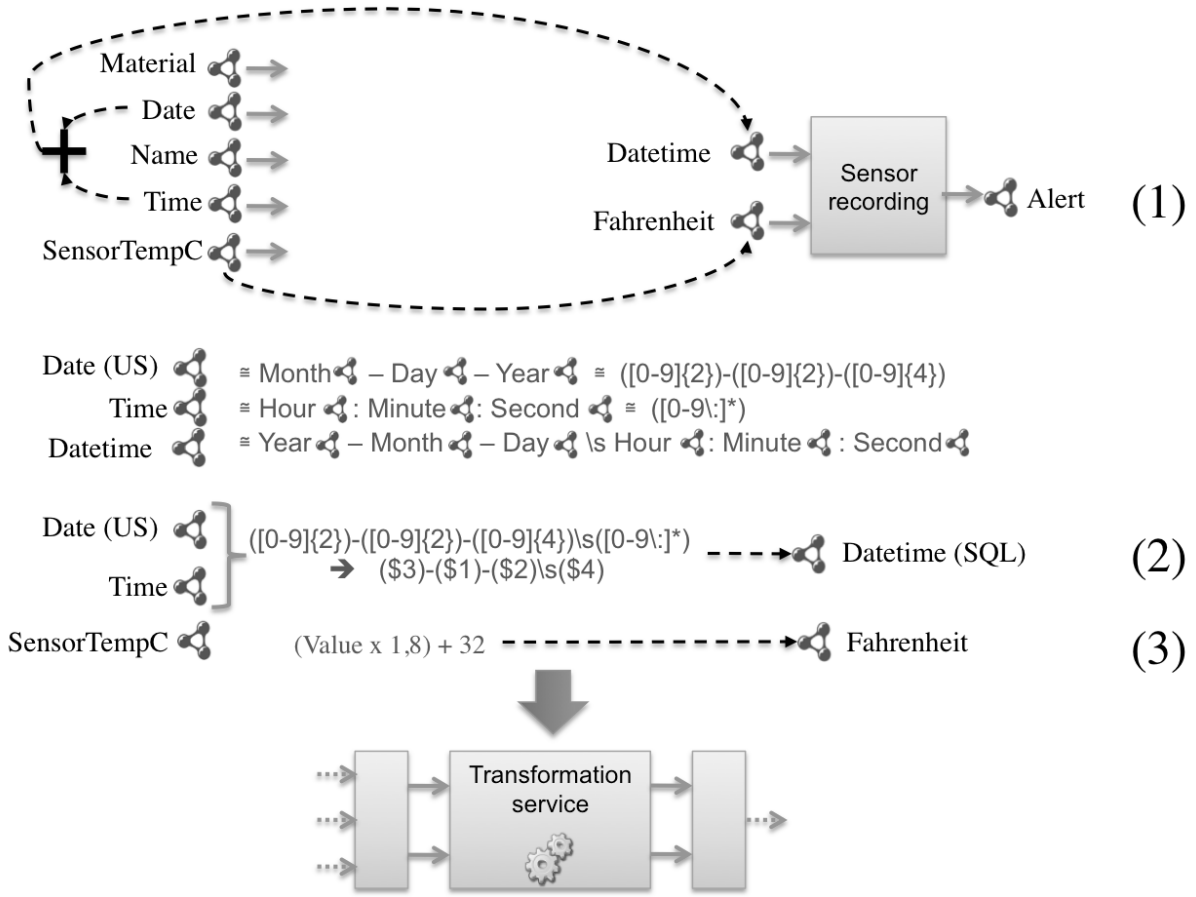 Material
Date
Name
Time
SensorTempC
Datetime
Fahrenheit
Sensor
recording
Alert
(1)
Date (US) ≅ Month – Day – Year ≅ ([0-9]{2})-([0-9]{2})-([0-9]{4})
Time ≅ Hour : Minute : Second ≅ ([0-9\:]*)
Datetime ≅ Year – Month – Day \s Hour : Minute : Second
Date (US)
Time
([0-9]{2})-([0-9]{2})-([0-9]{4})\s([0-9\:]*)
➔ ($3)-($1)-($2)\s($4)
Datetime (SQL)
(2)
SensorTempC (Value x 1,8) + 32 Fahrenheit
(3)
Transformation
service